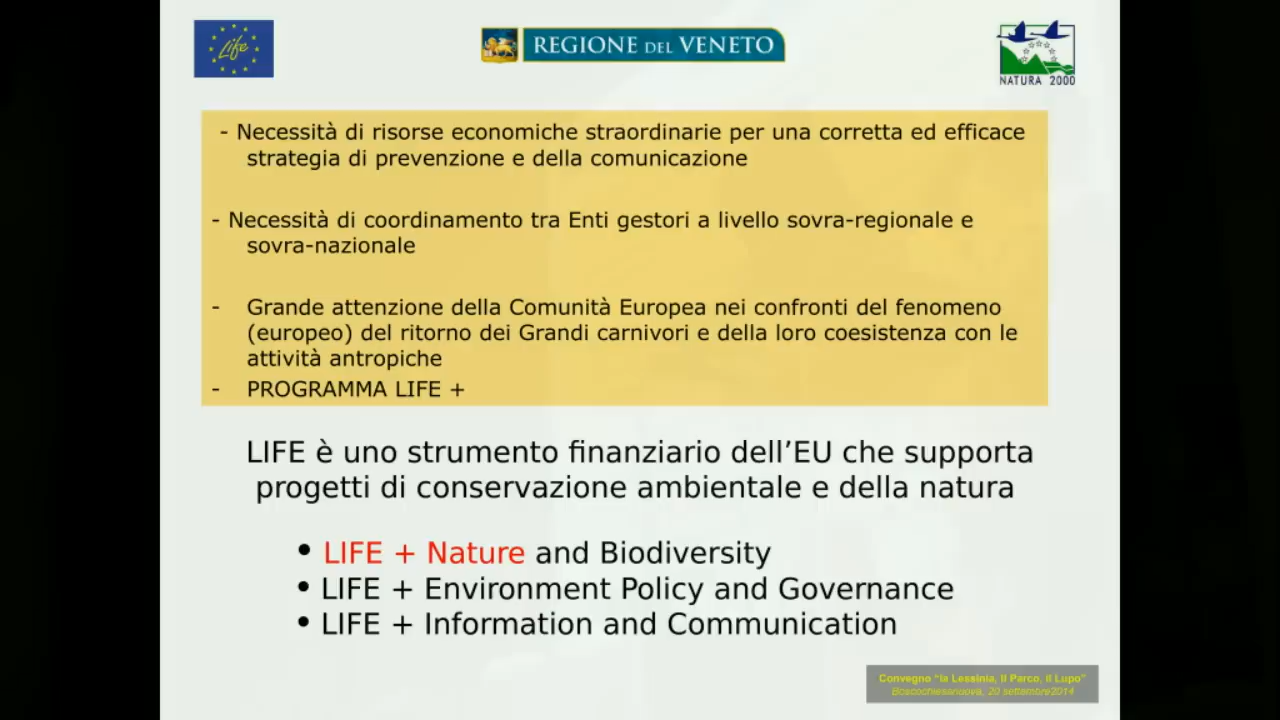 Life
REGIONE DEL VENETO
NATURA 2000
- Necessità di risorse economiche straordinarie per una corretta ed efficace
strategia di prevenzione e della comunicazione
- Necessità di coordinamento tra Enti gestori a livello sovra-regionale e
sovra-nazionale
- Grande attenzione della Comunità Europea nei confronti del fenomeno
(europeo) del ritorno dei Grandi carnivori e della loro coesistenza con le
attività antropiche
- PROGRAMMA LIFE +
LIFE è uno strumento finanziario dell’EU che supporta
progetti di conservazione ambientale e della natura
• LIFE + Nature and Biodiversity
• LIFE + Environment Policy and Governance
• LIFE + Information and Communication
Convegno "la Lessinia, il Parco, il Lupo"
Boscochiesanuova, 20 settembre2014